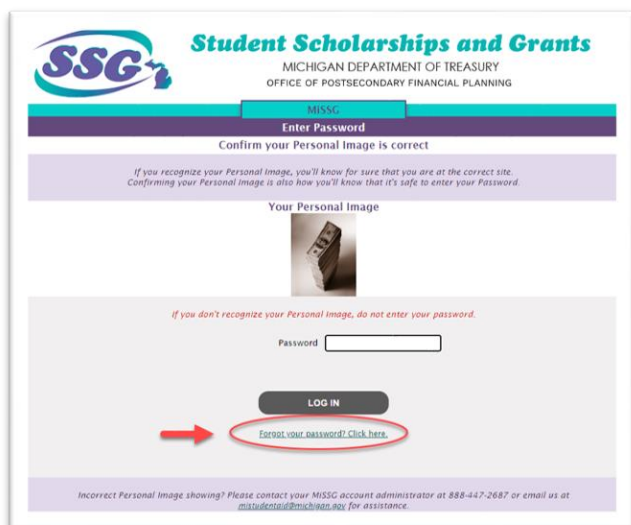 SSG
Student Scholarships and Grants
MICHIGAN DEPARTMENT OF TREASURY
OFFICE OF POSTSECONDARY FINANCIAL PLANNING
MiSSG
Enter Password
Confirm your Personal Image is correct
If you recognize your Personal Image, you'll know for sure that you are at the correct site.
Confirming your Personal Image is also how you'll know that it's safe to enter your Password.
Your Personal Image
If you don't recognize your Personal Image, do not enter your password.
Password
LOG IN
Forgot your password? Click here.
Incorrect Personal Image showing? Please contact your MiSSG account administrator at 888-447-2687 or email us at
mistudentaid@michigan.gov for assistance.